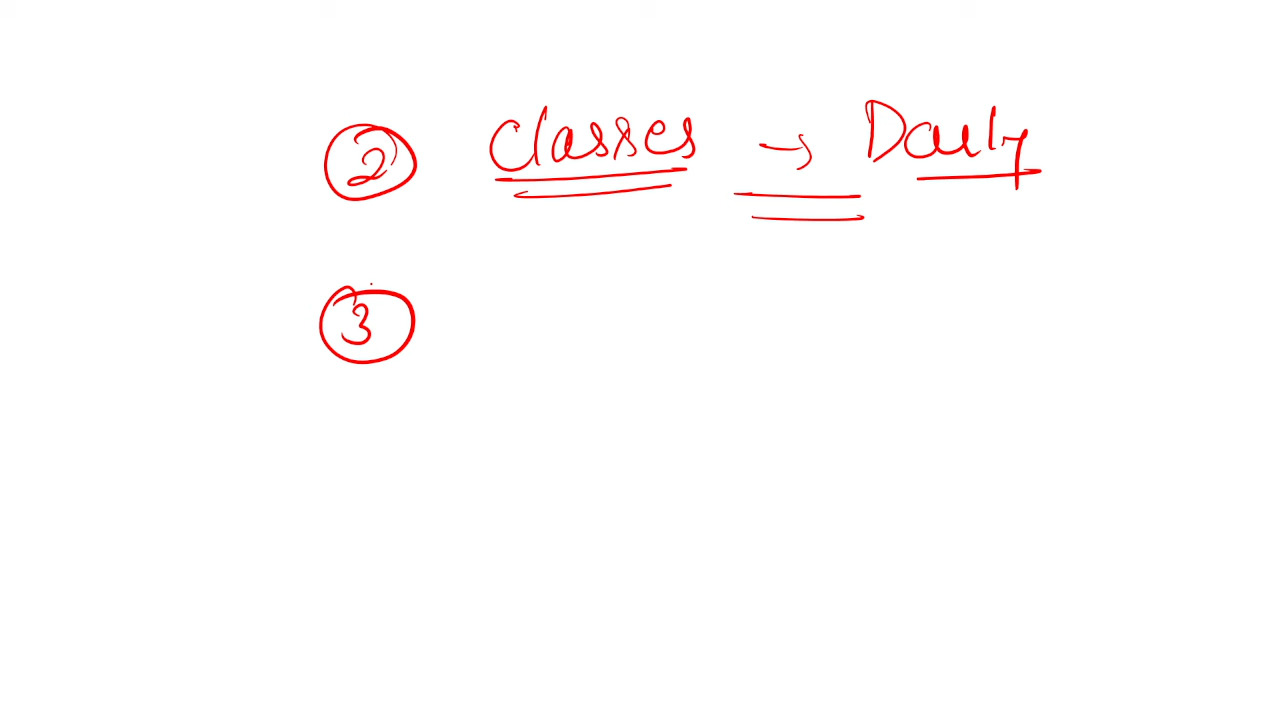 ② Classes → Daily
③